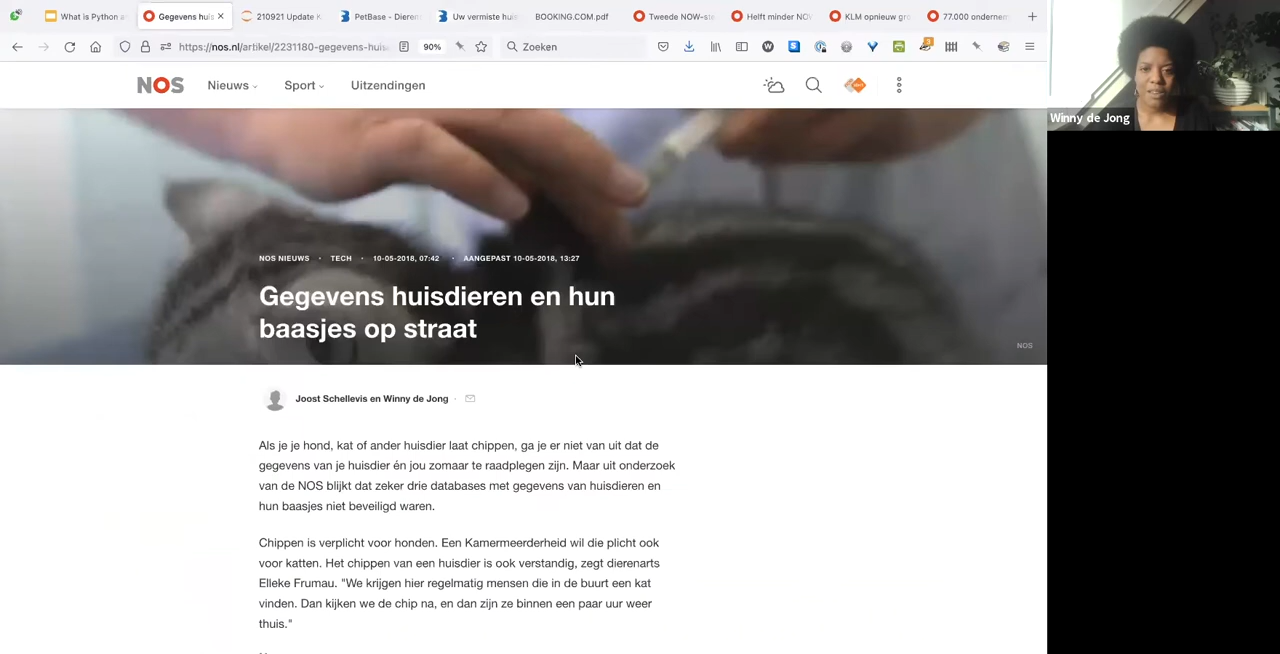 What is Python a
Gegevens huis
210921 Update K
PetBase - Dieren
Uw vermiste huis
BOOKING.COM.pdf
Tweede NOW-ste
Helft minder NOV
KLM opnieuw gro
77.000 ondernem
https://nos.nl/artikel/2231180-gegevens-huis
90%
Zoeken
3
NOS
Nieuws
Sport
Uitzendingen
Winny de Jong
NOS NIEUWS · TECH · 10-05-2018, 07:42 · AANGEPAST 10-05-2018, 13:27
Gegevens huisdieren en hun
baasjes op straat
NOS
Joost Schellevis en Winny de Jong ·
Als je je hond, kat of ander huisdier laat chippen, ga je er niet van uit dat de
gegevens van je huisdier én jou zomaar te raadplegen zijn. Maar uit onderzoek
van de NOS blijkt dat zeker drie databases met gegevens van huisdieren en
hun baasjes niet beveiligd waren.
Chippen is verplicht voor honden. Een Kamermeerderheid wil die plicht ook
voor katten. Het chippen van een huisdier is ook verstandig, zegt dierenarts
Elleke Frumau. "We krijgen hier regelmatig mensen die in de buurt een kat
vinden. Dan kijken we de chip na, en dan zijn ze binnen een paar uur weer
thuis."